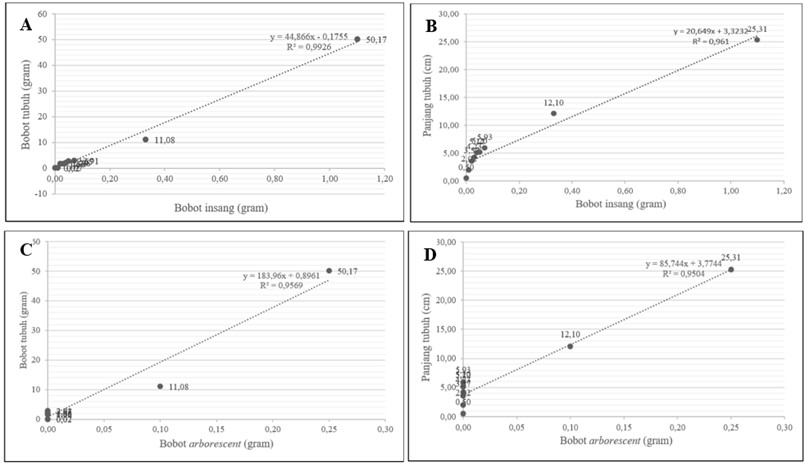 A
Bobot tubuh (gram)
60
50
40
30
20
10
0
-10
y = 44,866x - 0,1755
R² = 0,9926
50,17
11,08
0,00 0,20 0,40 0,60 0,80 1,00 1,20
Bobot insang (gram)
B
Panjang tubuh (cm)
30,00
25,00
20,00
15,00
10,00
5,00
0,00
y = 20,649x + 3,3232
R² = 0,961
25,31
12,10
5,93
0,50
0,00 0,20 0,40 0,60 0,80 1,00 1,20
Bobot insang (gram)
C
Bobot tubuh (gram)
60
50
40
30
20
10
0
y = 183,96x + 0,8961
R² = 0,9569
50,17
11,08
0,02
0,00 0,05 0,10 0,15 0,20 0,25 0,30
Bobot arborescent (gram)
D
Panjang tubuh (cm)
30,00
25,00
20,00
15,00
10,00
5,00
0,00
y = 85,744x + 3,7744
R² = 0,9504
25,31
12,10
5,93
0,50
0,00 0,05 0,10 0,15 0,20 0,25 0,30
Bobot arborescent (gram)